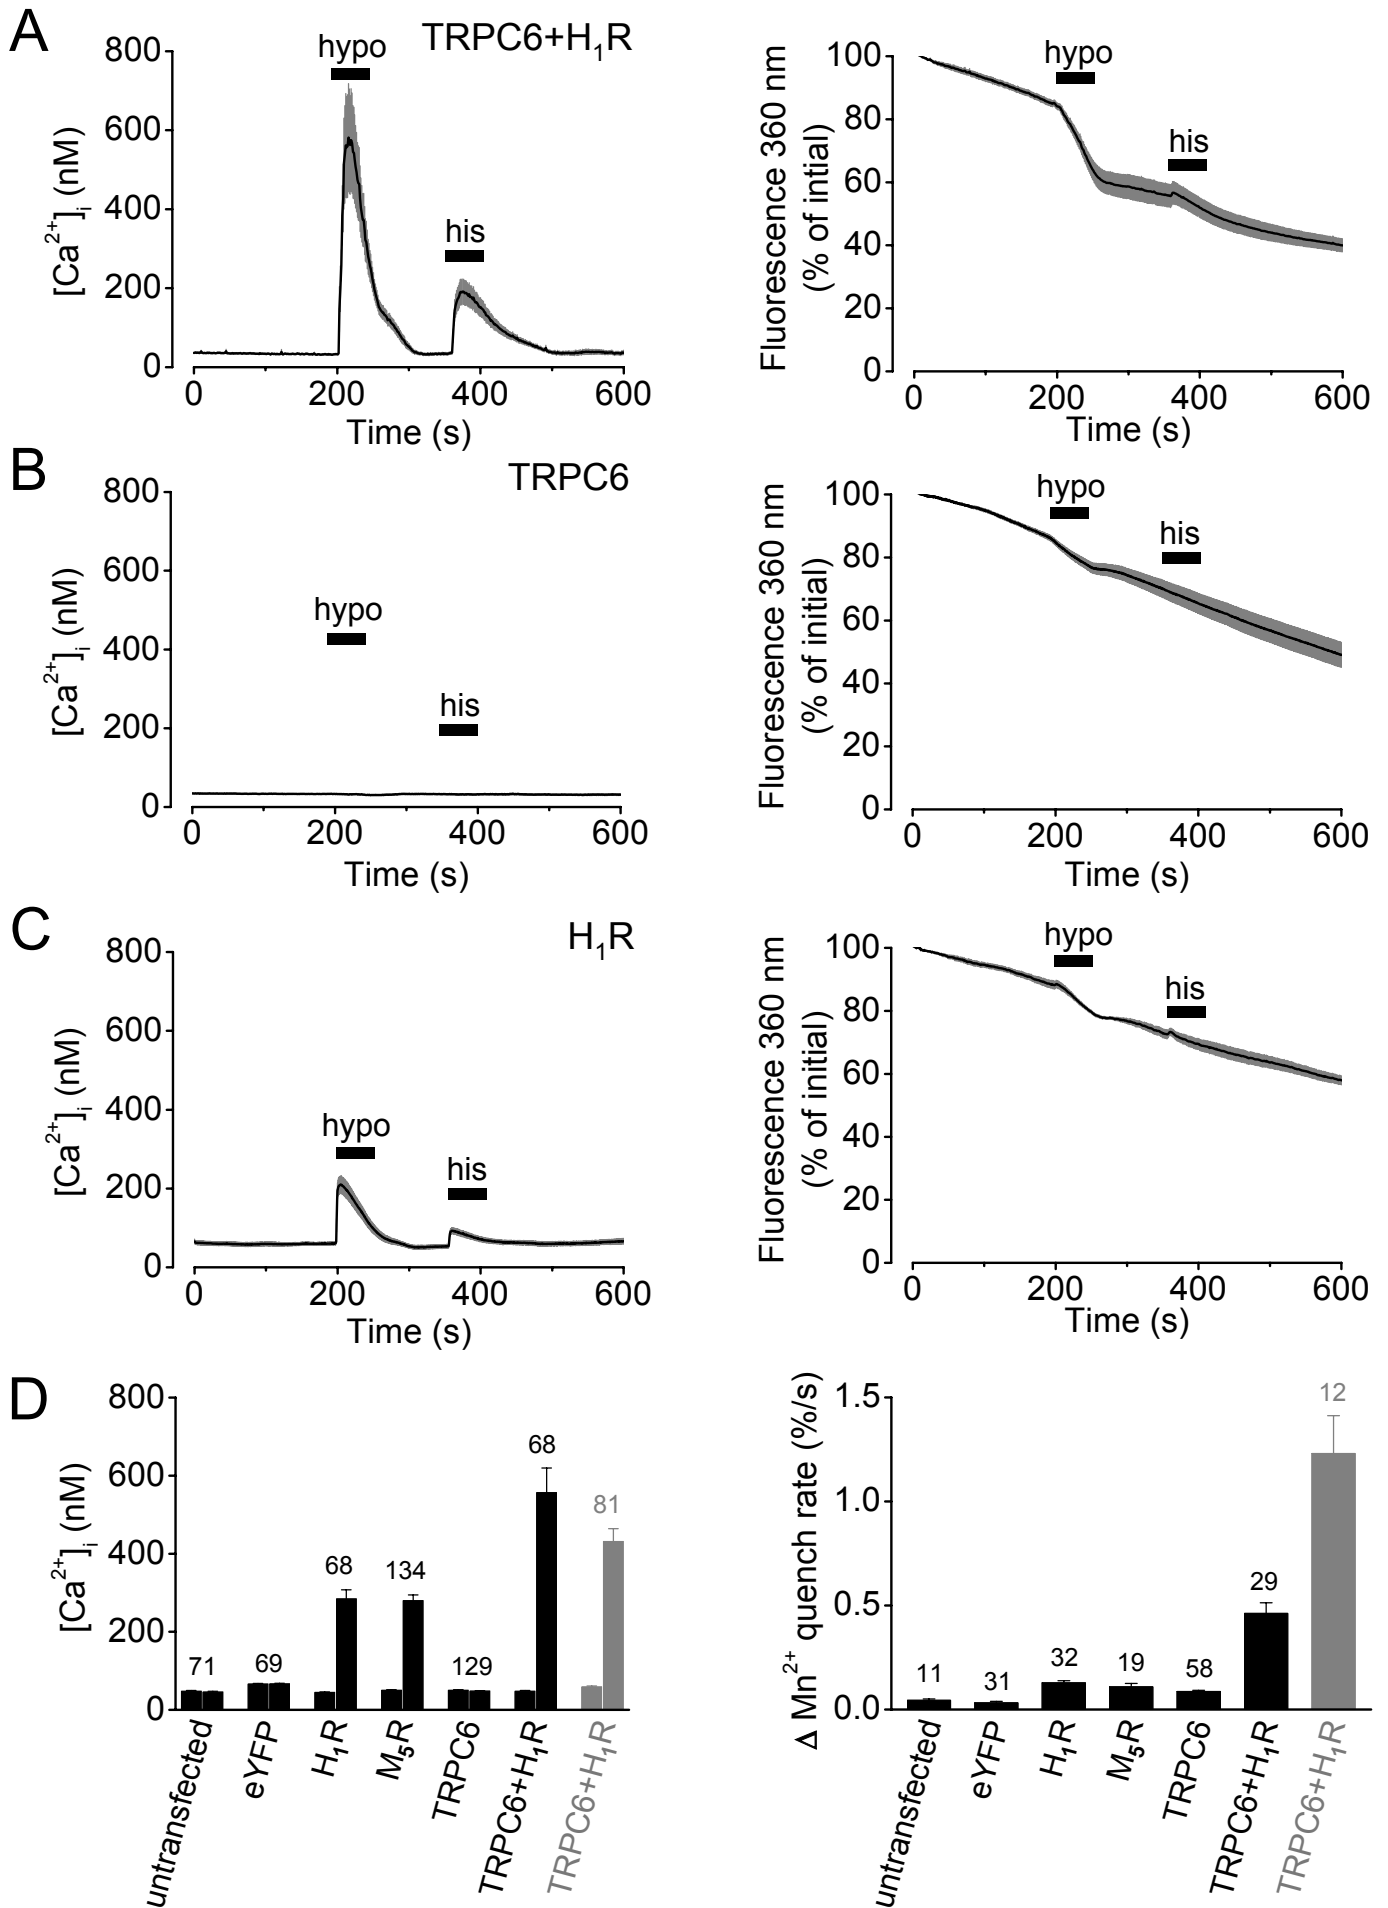 A
TRPC6+H₁R
hypo
his
800
600
400
200
0
[Ca²⁺]ᵢ (nM)
0 200 400 600
Time (s)
hypo
his
100
80
60
40
20
0
Fluorescence 360 nm
(% of intial)
0 200 400 600
Time (s)
B
TRPC6
hypo
his
800
600
400
200
0
[Ca²⁺]ᵢ (nM)
0 200 400 600
Time (s)
hypo
his
100
80
60
40
20
0
Fluorescence 360 nm
(% of initial)
0 200 400 600
Time (s)
C
H₁R
hypo
his
800
600
400
200
0
[Ca²⁺]ᵢ (nM)
0 200 400 600
Time (s)
hypo
his
100
80
60
40
20
0
Fluorescence 360 nm
(% of initial)
0 200 400 600
Time (s)
D
800
600
400
200
0
[Ca²⁺]ᵢ (nM)
71 69 68 134 129 68 81
untransfected
eYFP
H₁R
M₅R
TRPC6
TRPC6+H₁R
TRPC6+H₁R
1.5
1.0
0.5
0.0
Δ Mn²⁺ quench rate (%/s)
11 31 32 19 58 29 12
untransfected
eYFP
H₁R
M₅R
TRPC6
TRPC6+H₁R
TRPC6+H₁R